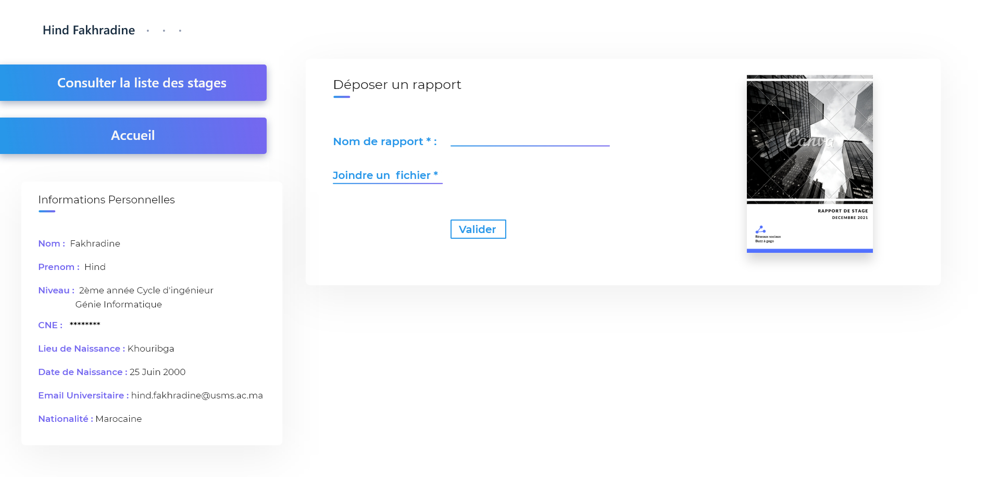 Hind Fakhradine
Consulter la liste des stages
Accueil
Informations Personnelles
Nom : Fakhradine
Prenom : Hind
Niveau : 2ème année Cycle d'ingénieur
Génie Informatique
CNE : ********
Lieu de Naissance : Khouribga
Date de Naissance : 25 Juin 2000
Email Universitaire : hind.fakhradine@usms.ac.ma
Nationalité : Marocaine
Déposer un rapport
Nom de rapport * :
Joindre un fichier *
Valider
Canva
RAPPORT DE STAGE
DECEMBRE 2021
Réseaux sociaux
Buzz à gogo